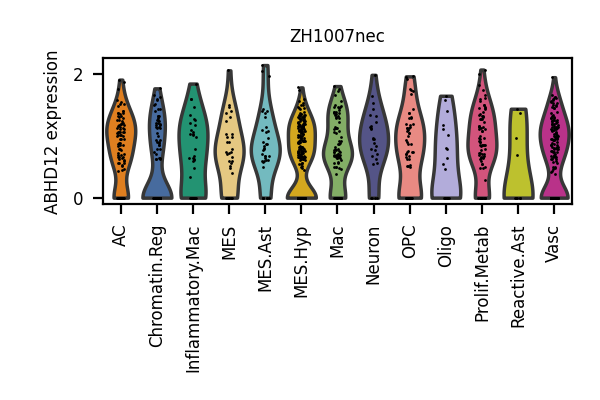 ZH1007nec
ABHD12 expression
2
0
AC
Chromatin.Reg
Inflammatory.Mac
MES
MES.Ast
MES.Hyp
Mac
Neuron
OPC
Oligo
Prolif.Metab
Reactive.Ast
Vasc